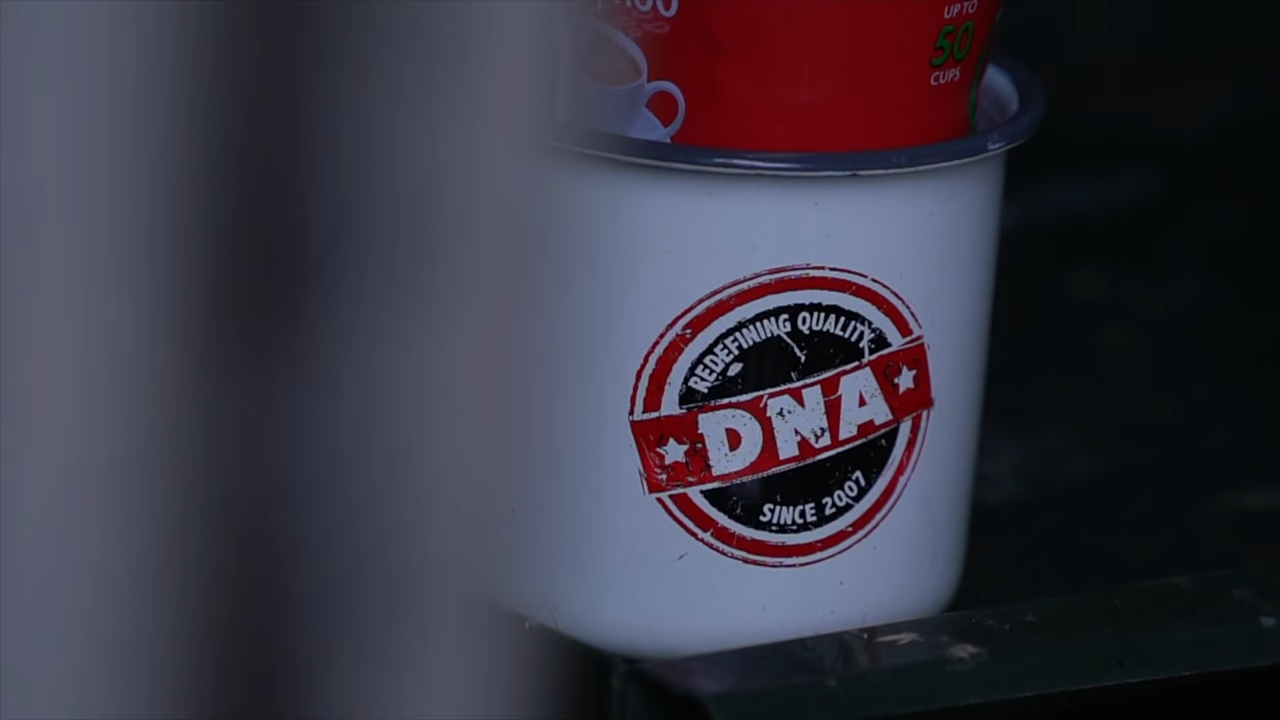 UP TO
50
CUPS
REDEFINING QUALITY
DNA
SINCE 2007